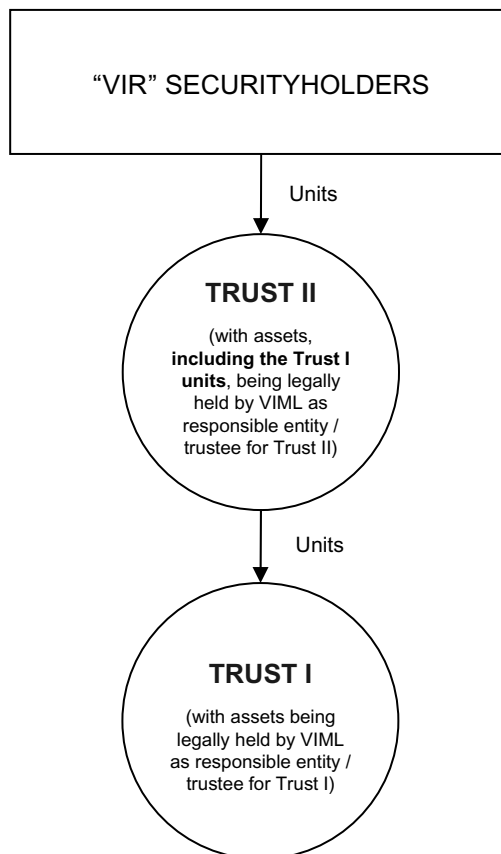 “VIR” SECURITYHOLDERS
Units
TRUST II
(with assets,
including the Trust I
units, being legally
held by VIML as
responsible entity /
trustee for Trust II)
Units
TRUST I
(with assets being
legally held by VIML
as responsible entity /
trustee for Trust I)